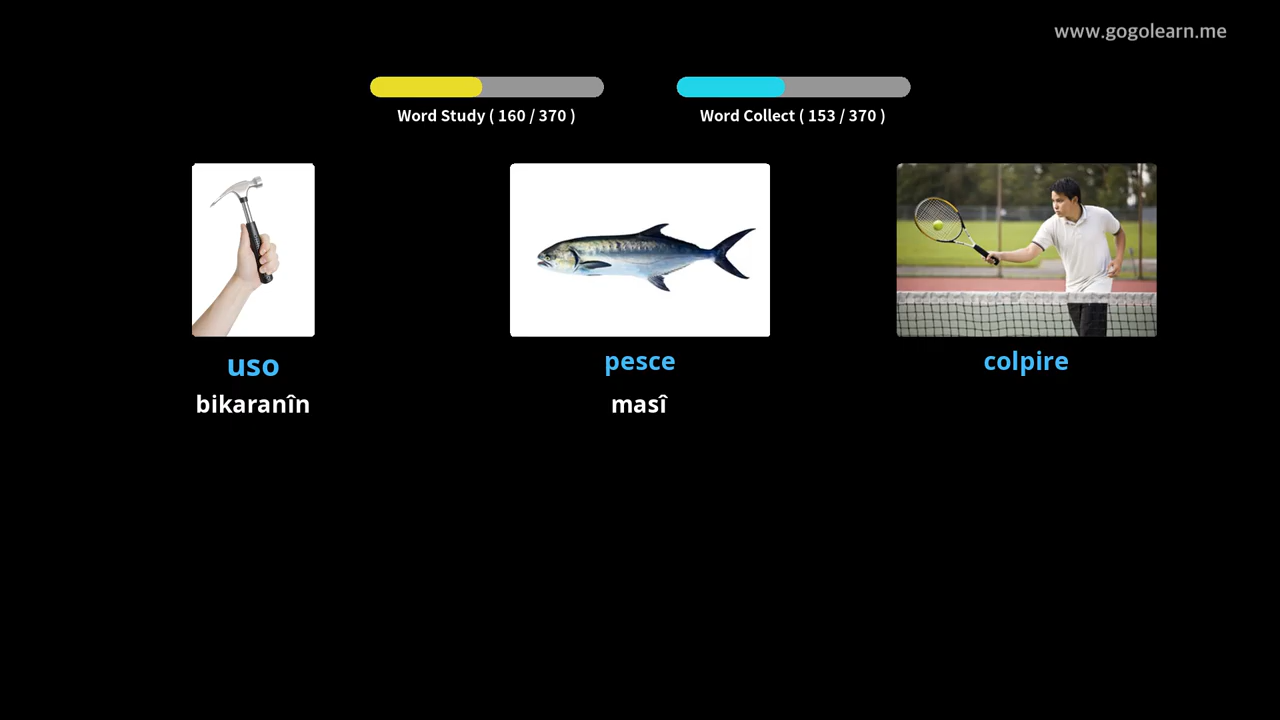 www.gogolearn.me
Word Study ( 160 / 370 )
Word Collect ( 153 / 370 )
uso
pesce
colpire
bikaranîn
masî